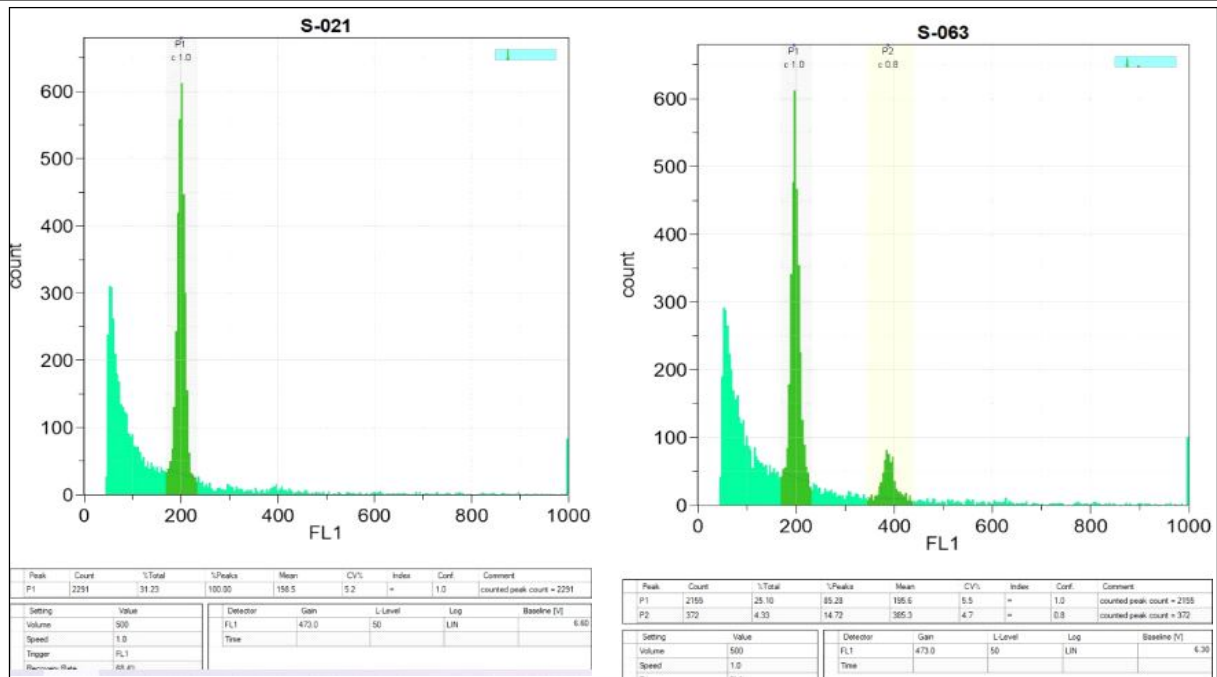 S-021
P1
c 1.0
600
500
400
300
200
100
0
count
0 200 400 600 800 1000
FL1
Peak Count %Total %Peaks Mean CV% Index Conf. Comment
P1 2291 31.23 100.00 198.5 5.2 = 1.0 counted peak count = 2291
Setting Value
Volume 500
Speed 1.0
Trigger FL1
Recovery Rate
Detector Gain L-Level Log Baseline [V]
FL1 473.0 50 LIN 6.60
Time
S-063
P1 P2
c 1.0 c 0.8
600
500
400
300
200
100
0
count
0 200 400 600 800 1000
FL1
Peak Count %Total %Peaks Mean CV% Index Conf. Comment
P1 2155 25.10 85.28 195.6 5.5 = 1.0 counted peak count = 2155
P2 372 4.33 14.72 385.3 4.7 = 0.8 counted peak count = 372
Setting Value
Volume 500
Speed 1.0
Detector Gain L-Level Log Baseline [V]
FL1 473.0 50 LIN 6.30
Time